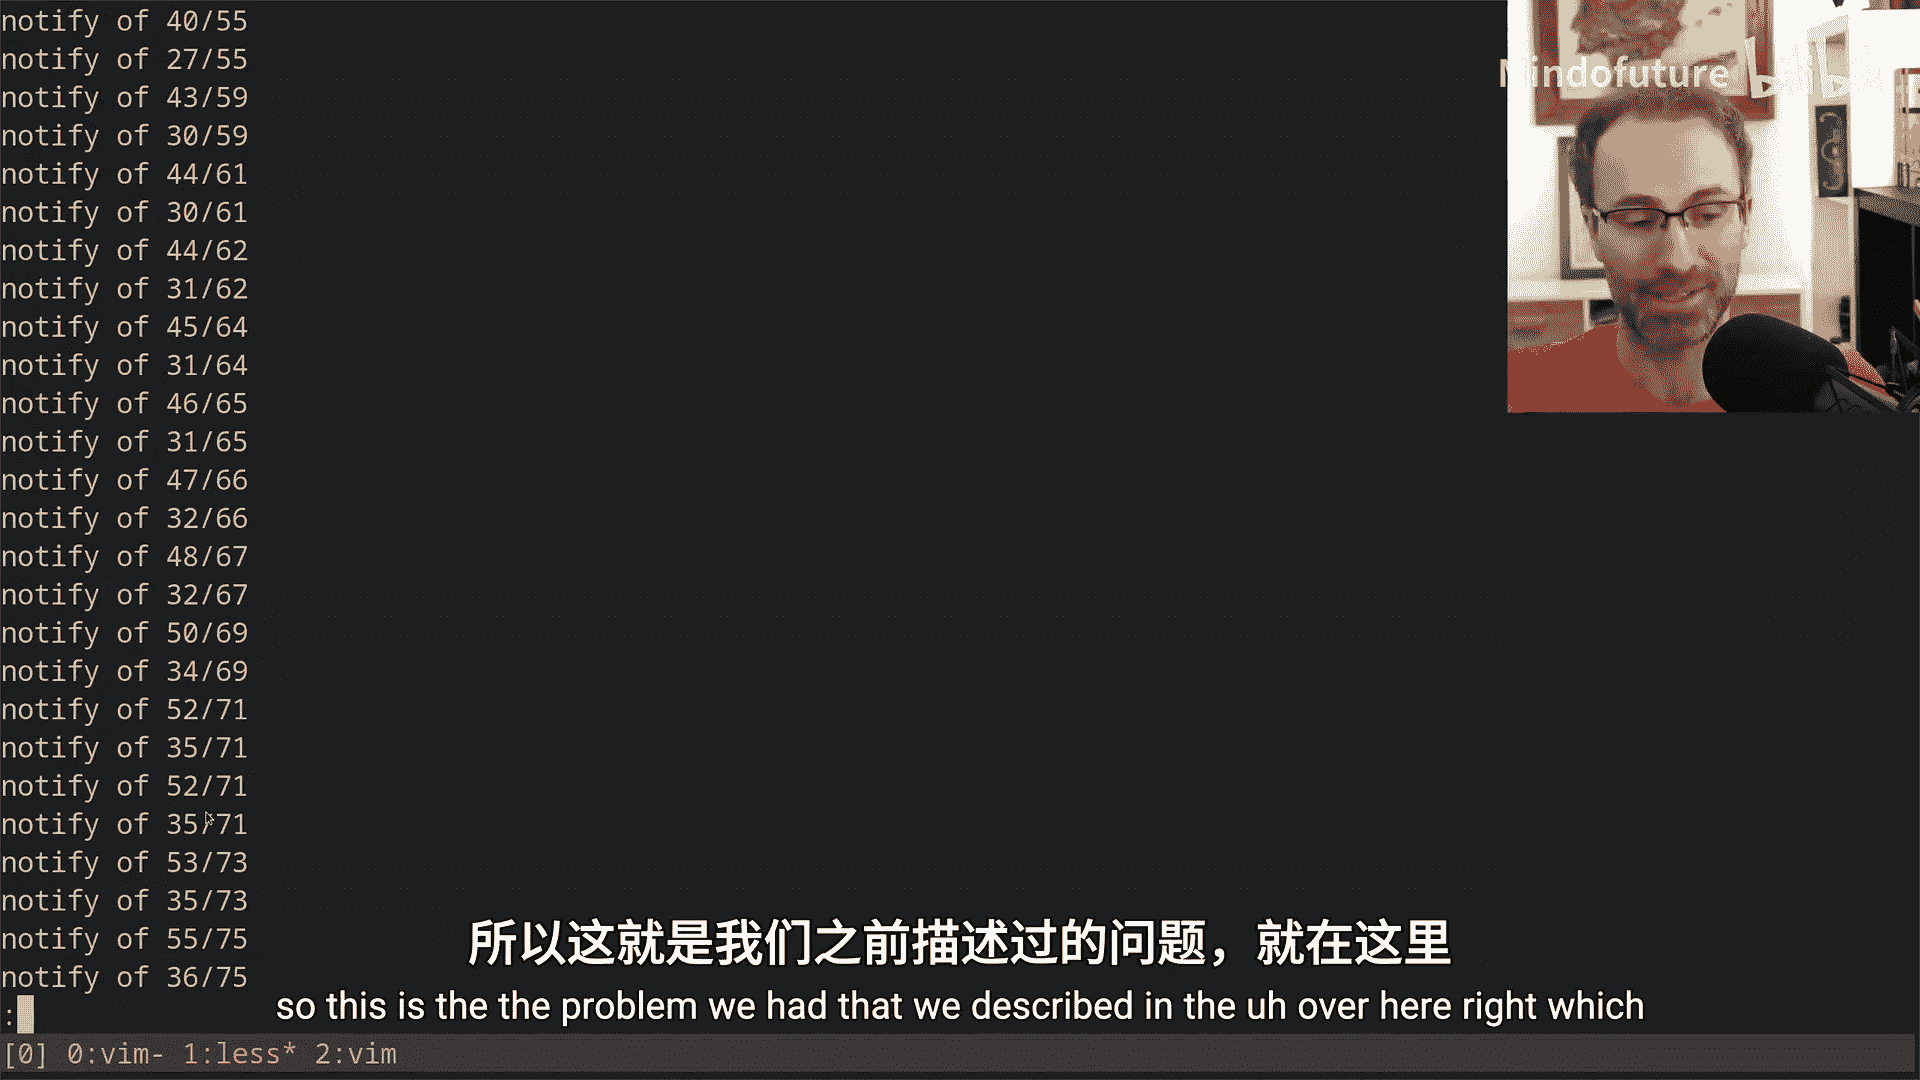 notify of 40/55
notify of 27/55
notify of 43/59
notify of 30/59
notify of 44/61
notify of 30/61
notify of 44/62
notify of 31/62
notify of 45/64
notify of 31/64
notify of 46/65
notify of 31/65
notify of 47/66
notify of 32/66
notify of 48/67
notify of 32/67
notify of 50/69
notify of 34/69
notify of 52/71
notify of 35/71
notify of 52/71
notify of 35/71
notify of 53/73
notify of 35/73
notify of 55/75
notify of 36/75
:
[0] 0:vim- 1:less* 2:vim
Mindofuture
所以这就是我们之前描述过的问题，就在这里
so this is the the problem we had that we described in the uh over here right which